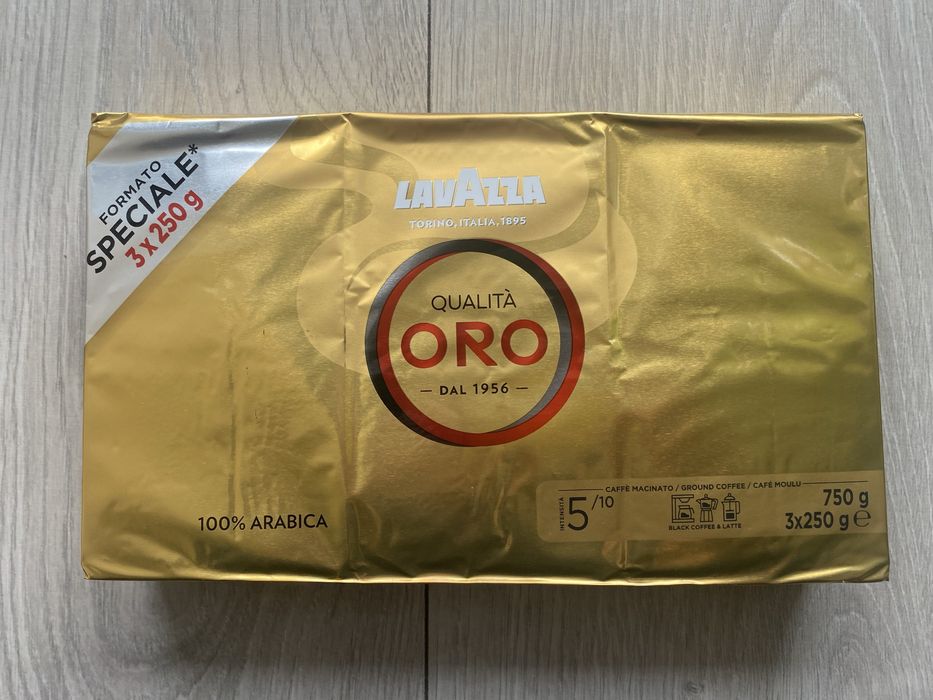 FORMATO
SPECIALE*
3 x 250 g
LAVAZZA
TORINO, ITALIA, 1895
QUALITÀ
ORO
— DAL 1956 —
100% ARABICA
CAFFÈ MACINATO / GROUND COFFEE / CAFÉ MOULU
INTENSITÀ
5/10
BLACK COFFEE & LATTE
750 g
3x250 g ℮